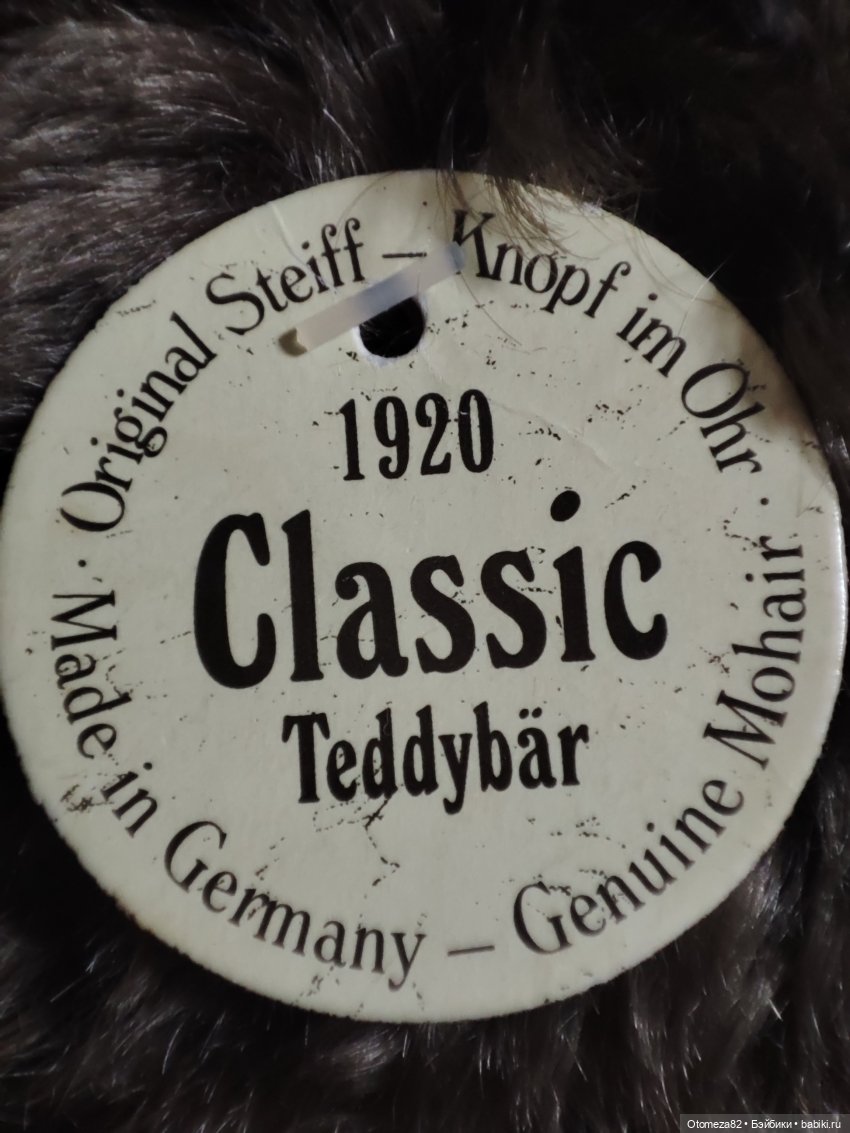 Original Steiff – Knopf im Ohr ·
1920
Classic
Teddybär
· Made in Germany – Genuine Mohair
Otomeza82 • Бэйбики • babiki.ru